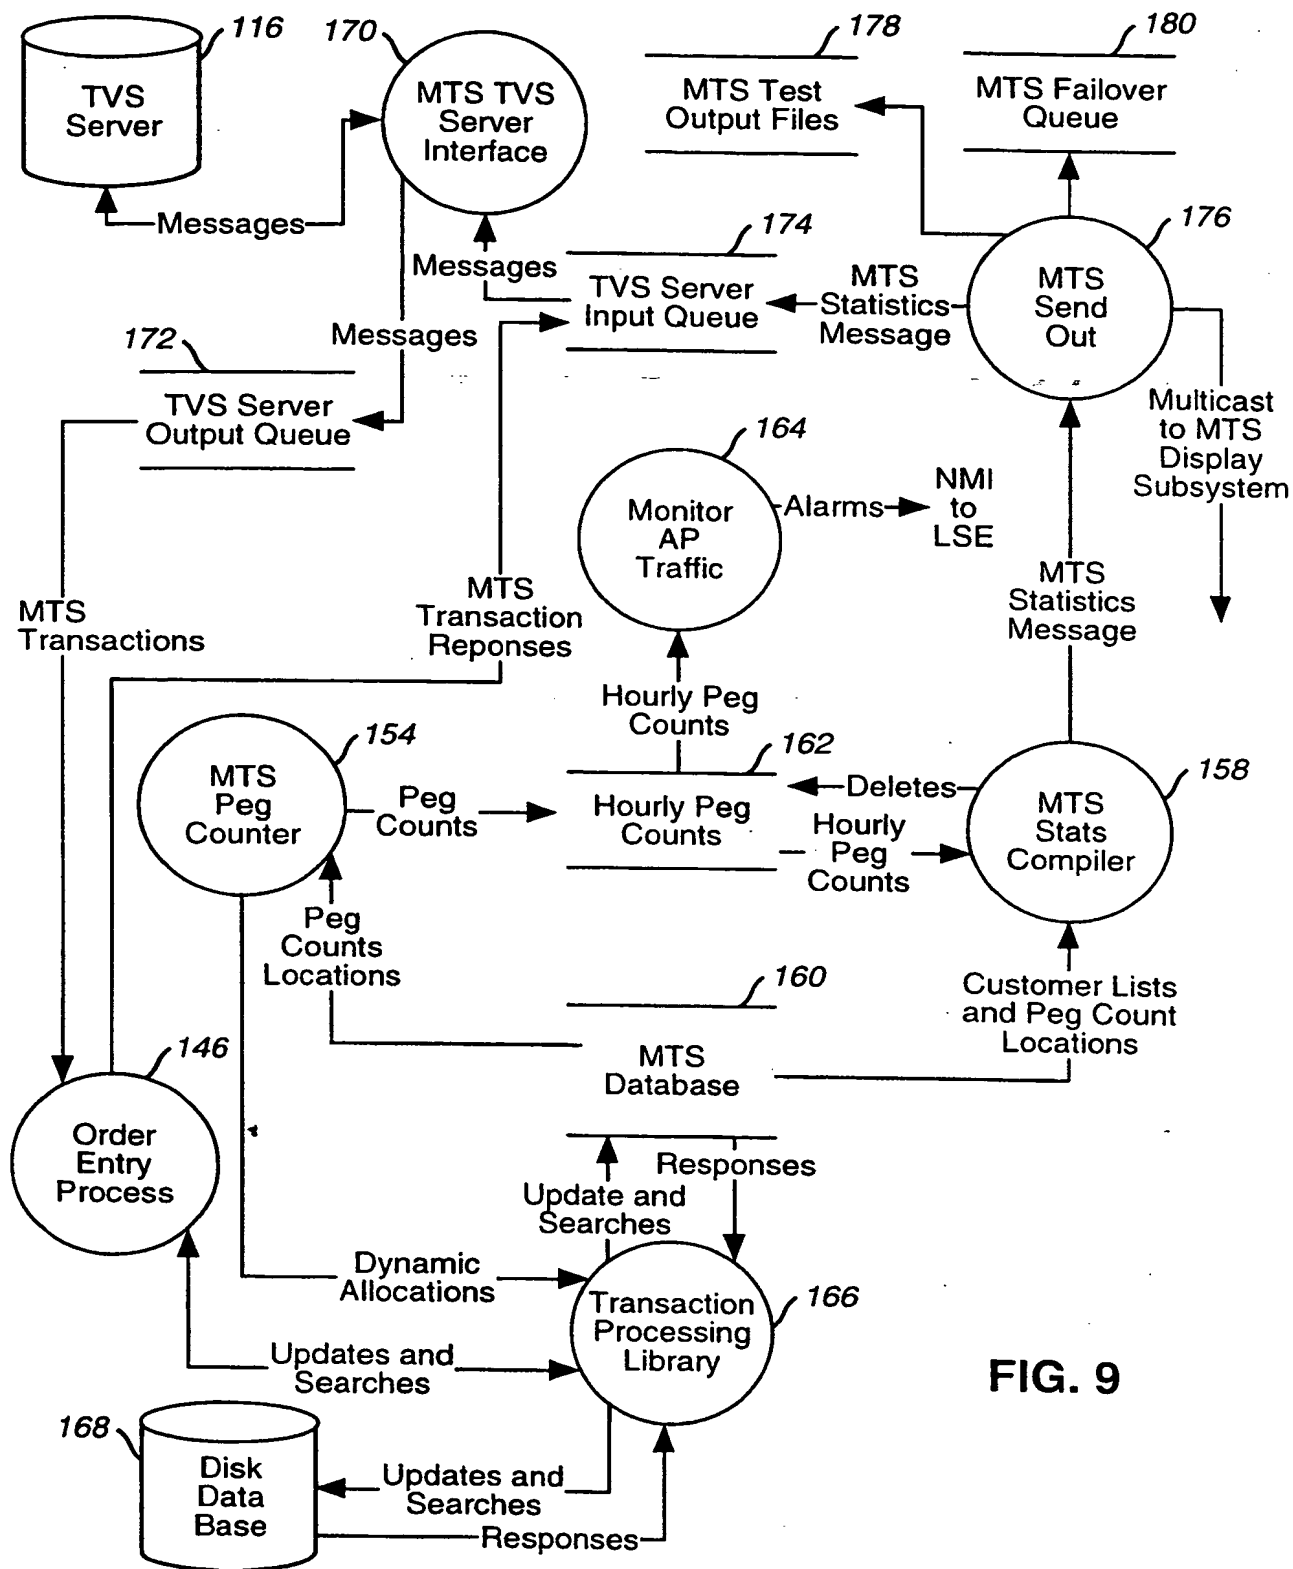 116
TVS
Server
170
MTS TVS
Server
Interface
178
MTS Test
Output Files
180
MTS Failover
Queue
Messages
174
Messages
TVS Server
Input Queue
MTS
Statistics
Message
176
MTS
Send
Out
Messages
172
TVS Server
Output Queue
Multicast
to MTS
Display
Subsystem
164
Monitor
AP
Traffic
Alarms
NMI
to
LSE
MTS
Transactions
MTS
Transaction
Reponses
MTS
Statistics
Message
Hourly Peg
Counts
154
MTS
Peg
Counter
Peg
Counts
162
Hourly Peg
Counts
Deletes
Hourly
Peg
Counts
158
MTS
Stats
Compiler
Peg
Counts
Locations
160
MTS
Database
Customer Lists
and Peg Count
Locations
146
Order
Entry
Process
Responses
Update and
Searches
Dynamic
Allocations
166
Transaction
Processing
Library
Updates and
Searches
168
Disk
Data
Base
Updates and
Searches
Responses
FIG. 9